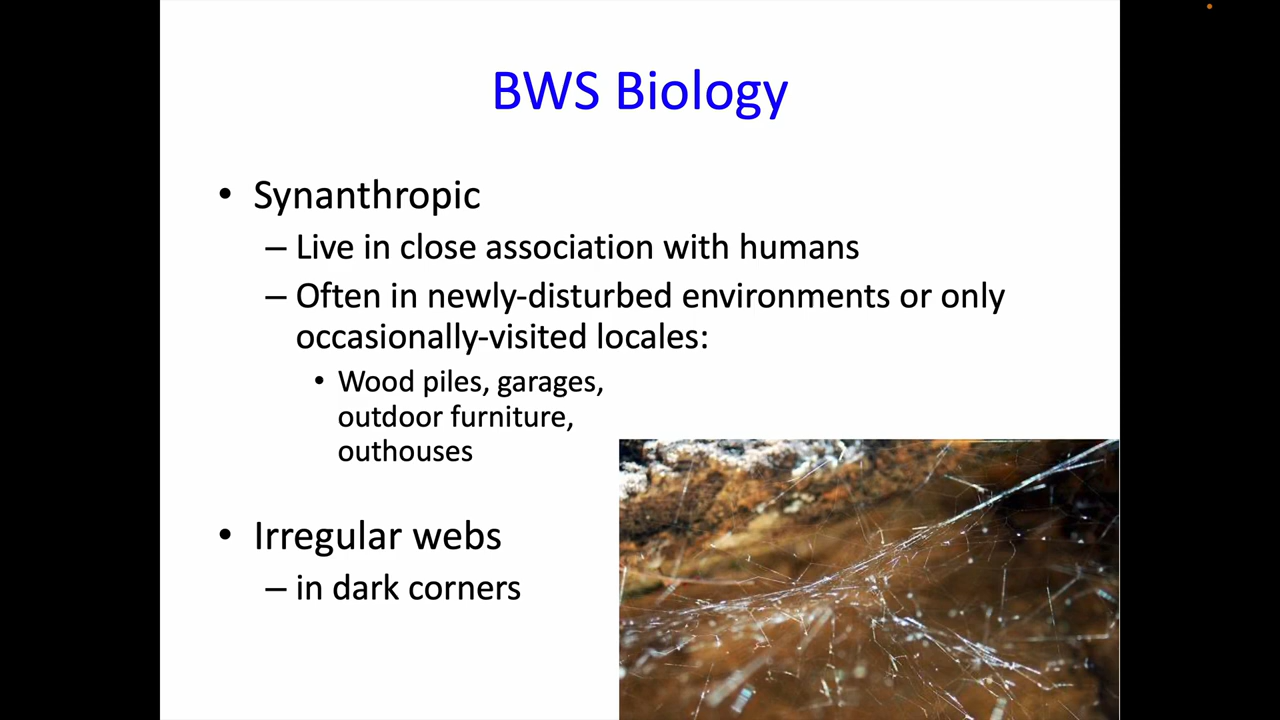 BWS Biology
• Synanthropic
– Live in close association with humans
– Often in newly-disturbed environments or only
occasionally-visited locales:
• Wood piles, garages,
outdoor furniture,
outhouses
• Irregular webs
– in dark corners